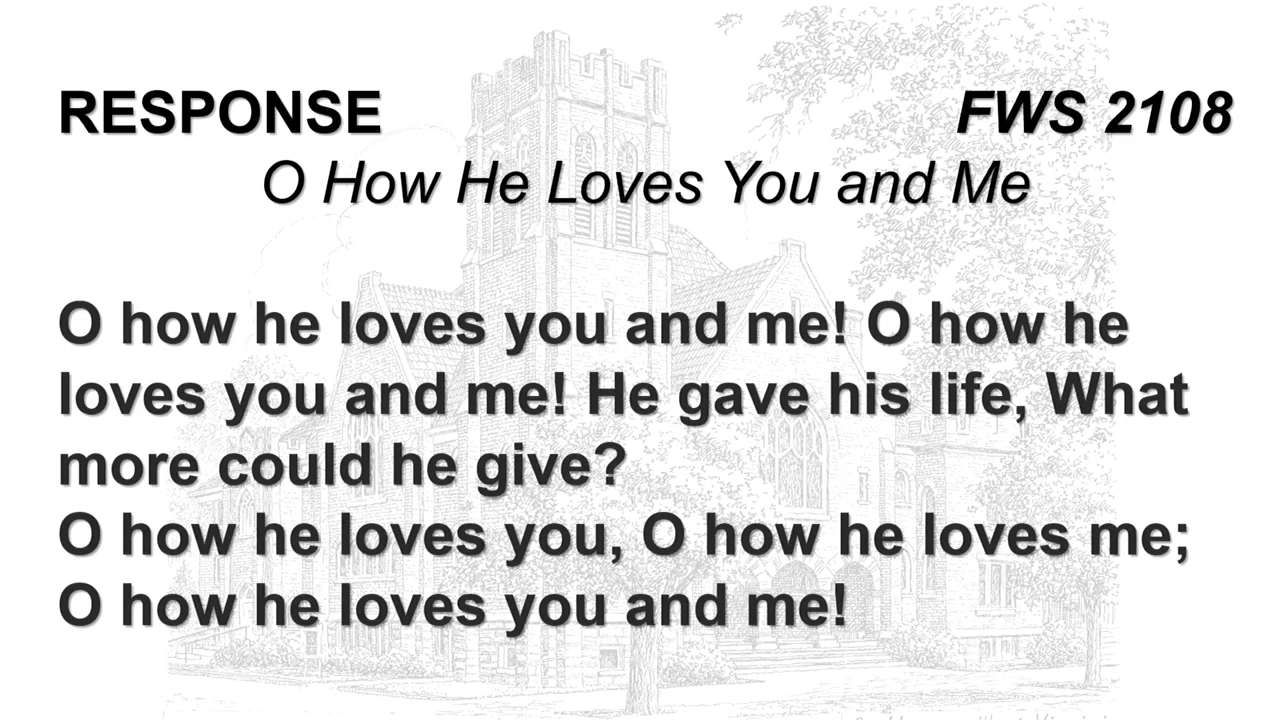 RESPONSE FWS 2108
O How He Loves You and Me
O how he loves you and me! O how he
loves you and me! He gave his life, What
more could he give?
O how he loves you, O how he loves me;
O how he loves you and me!